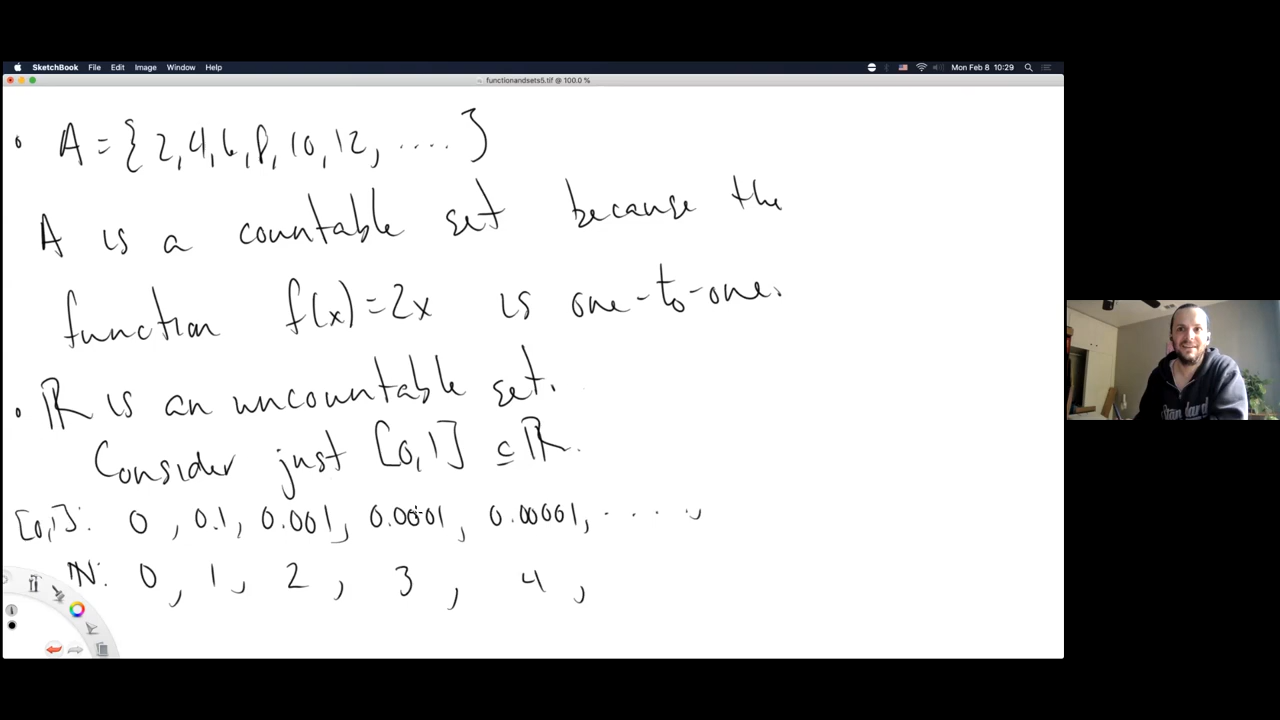 SketchBook File Edit Image Window Help Mon Feb 8 10:29
functionandsets5.tif @ 100.0 %
• A = {2, 4, 6, 8, 10, 12, .....}
A is a countable set because the
function f(x)=2x is one-to-one.
• ℝ is an uncountable set.
Consider just [0,1] ⊆ ℝ.
[0,1]: 0 , 0.1, 0.001, 0.0001, 0.00001, ....,
ℕ: 0, 1, 2, 3, 4,
Standard